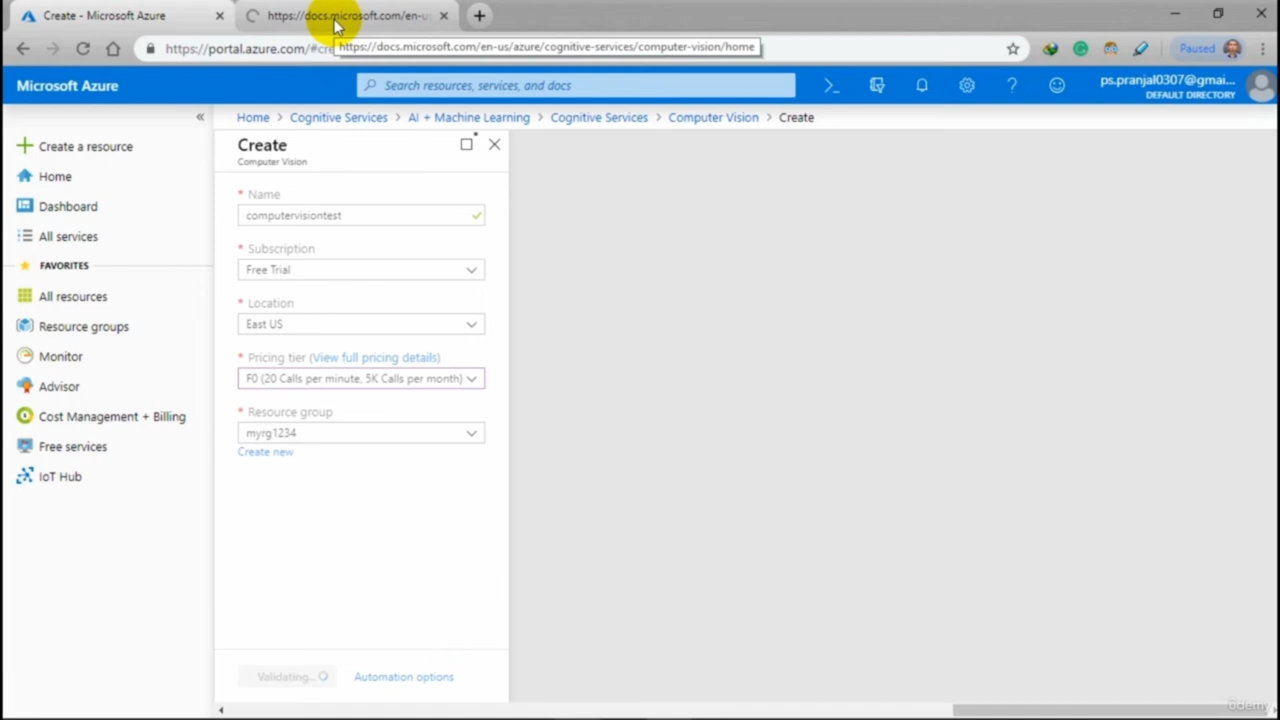 Create - Microsoft Azure
https://docs.microsoft.com/en-us
https://portal.azure.com/#cre
https://docs.microsoft.com/en-us/azure/cognitive-services/computer-vision/home
Paused
Microsoft Azure
Search resources, services, and docs
ps.pranjal0307@gmai...
DEFAULT DIRECTORY
Home > Cognitive Services > AI + Machine Learning > Cognitive Services > Computer Vision > Create
Create a resource
Home
Dashboard
All services
FAVORITES
All resources
Resource groups
Monitor
Advisor
Cost Management + Billing
Free services
IoT Hub
Create
Computer Vision
* Name
computervisiontest
* Subscription
Free Trial
* Location
East US
* Pricing tier (View full pricing details)
F0 (20 Calls per minute, 5K Calls per month)
* Resource group
myrg1234
Create new
Validating...
Automation options
ûdemy